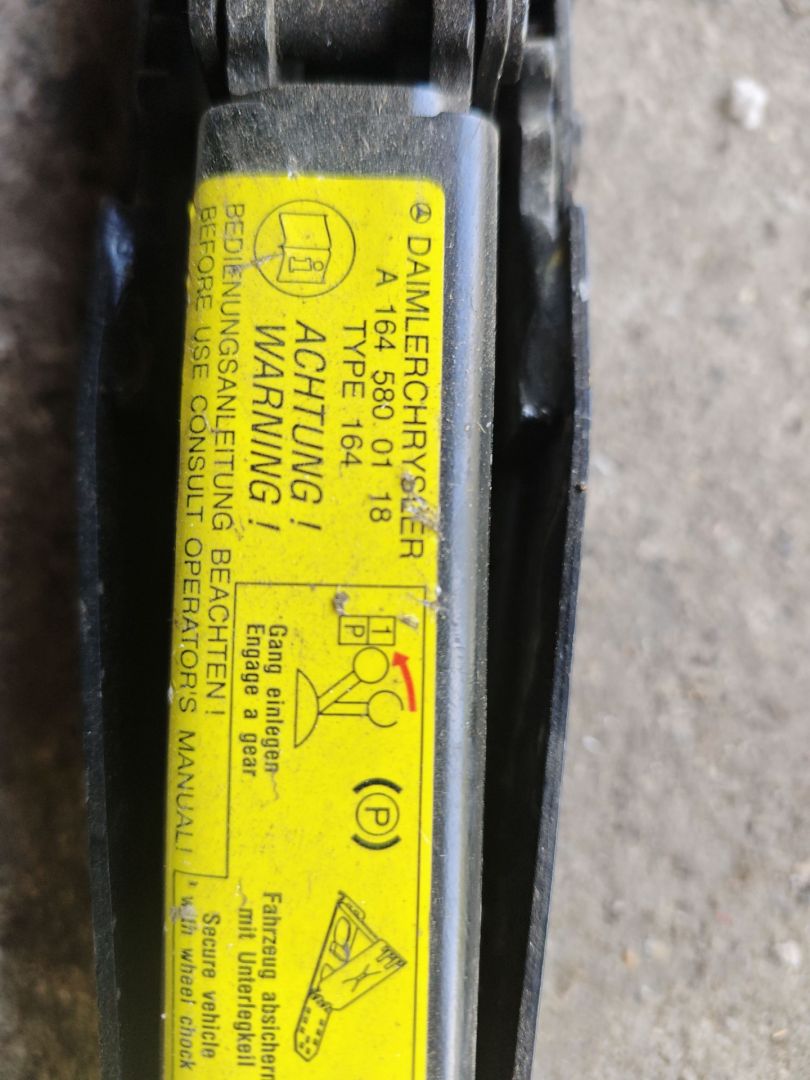 DAIMLERCHRYSLER
A 164 580 01 18
TYPE 164
ACHTUNG!
WARNING!
BEDIENUNGSANLEITUNG BEACHTEN!
BEFORE USE CONSULT OPERATOR'S MANUAL!
1
P
Gang einlegen
Engage a gear
(P)
Fahrzeug absichern
mit Unterlegkeil
Secure vehicle
with wheel chock